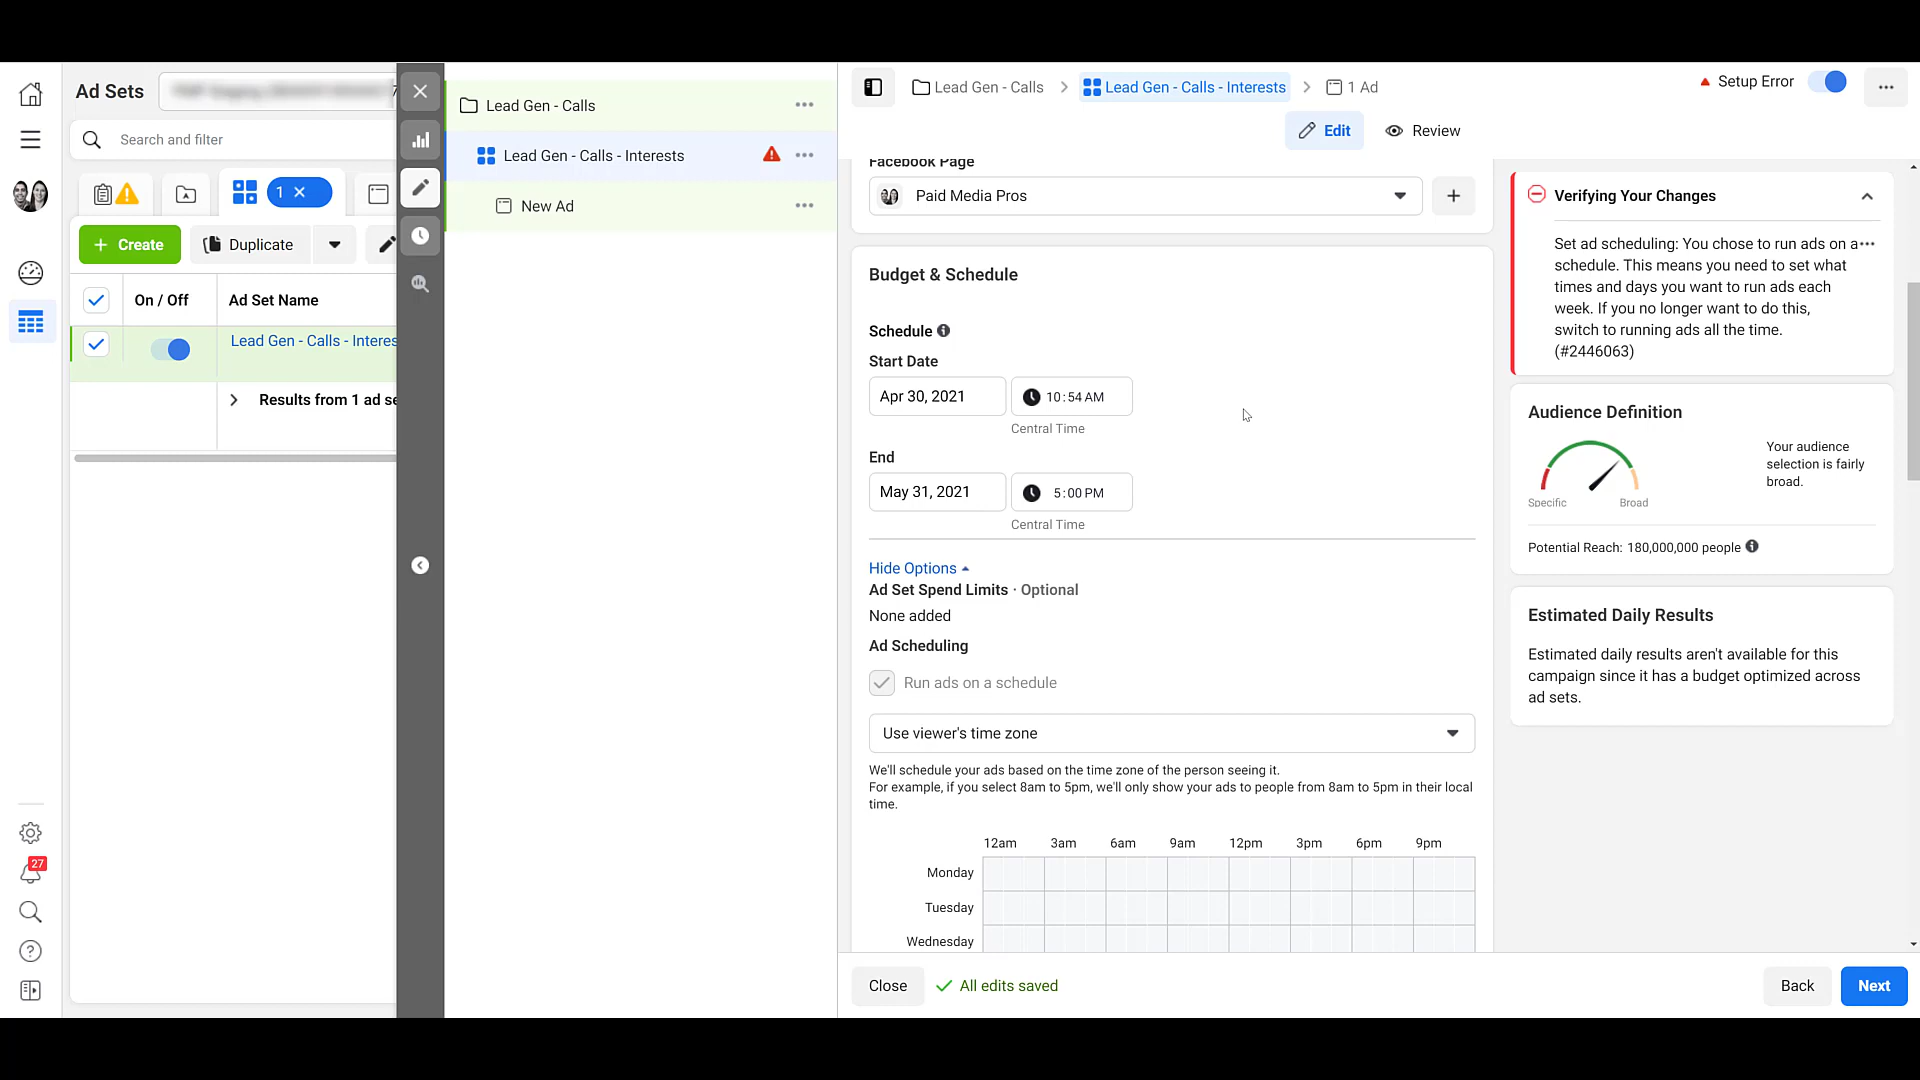 Ad Sets
Search and filter
1
Create
Duplicate
On / Off
Ad Set Name
Lead Gen - Calls - Interes
Results from 1 ad se
27
Lead Gen - Calls
Lead Gen - Calls - Interests
New Ad
Lead Gen - Calls
Lead Gen - Calls - Interests
1 Ad
Setup Error
Edit
Review
Facebook Page
Paid Media Pros
Budget & Schedule
Schedule
Start Date
Apr 30, 2021
10:54 AM
Central Time
End
May 31, 2021
5:00 PM
Central Time
Hide Options
Ad Set Spend Limits · Optional
None added
Ad Scheduling
Run ads on a schedule
Use viewer's time zone
We'll schedule your ads based on the time zone of the person seeing it.
For example, if you select 8am to 5pm, we'll only show your ads to people from 8am to 5pm in their local
time.
12am 3am 6am 9am 12pm 3pm 6pm 9pm
Monday
Tuesday
Wednesday
Verifying Your Changes
Set ad scheduling: You chose to run ads on a
schedule. This means you need to set what
times and days you want to run ads each
week. If you no longer want to do this,
switch to running ads all the time.
(#2446063)
Audience Definition
Your audience
selection is fairly
broad.
Specific
Broad
Potential Reach: 180,000,000 people
Estimated Daily Results
Estimated daily results aren't available for this
campaign since it has a budget optimized across
ad sets.
Close
All edits saved
Back
Next